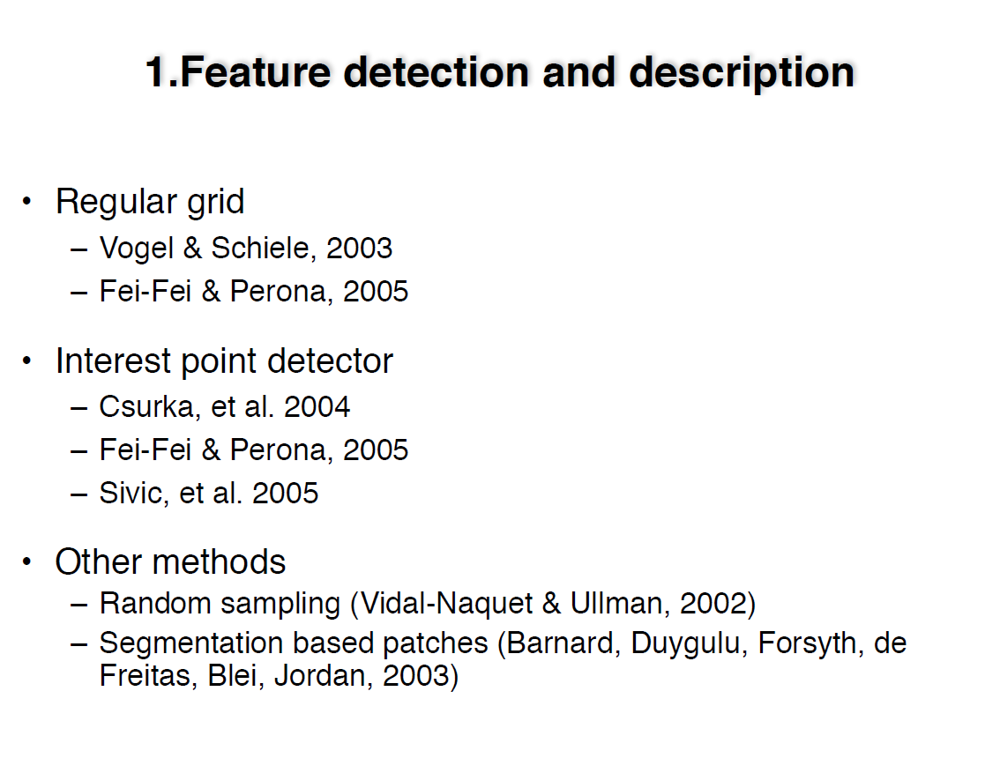 1.Feature detection and description
• Regular grid
– Vogel & Schiele, 2003
– Fei-Fei & Perona, 2005
• Interest point detector
– Csurka, et al. 2004
– Fei-Fei & Perona, 2005
– Sivic, et al. 2005
• Other methods
– Random sampling (Vidal-Naquet & Ullman, 2002)
– Segmentation based patches (Barnard, Duygulu, Forsyth, de
Freitas, Blei, Jordan, 2003)